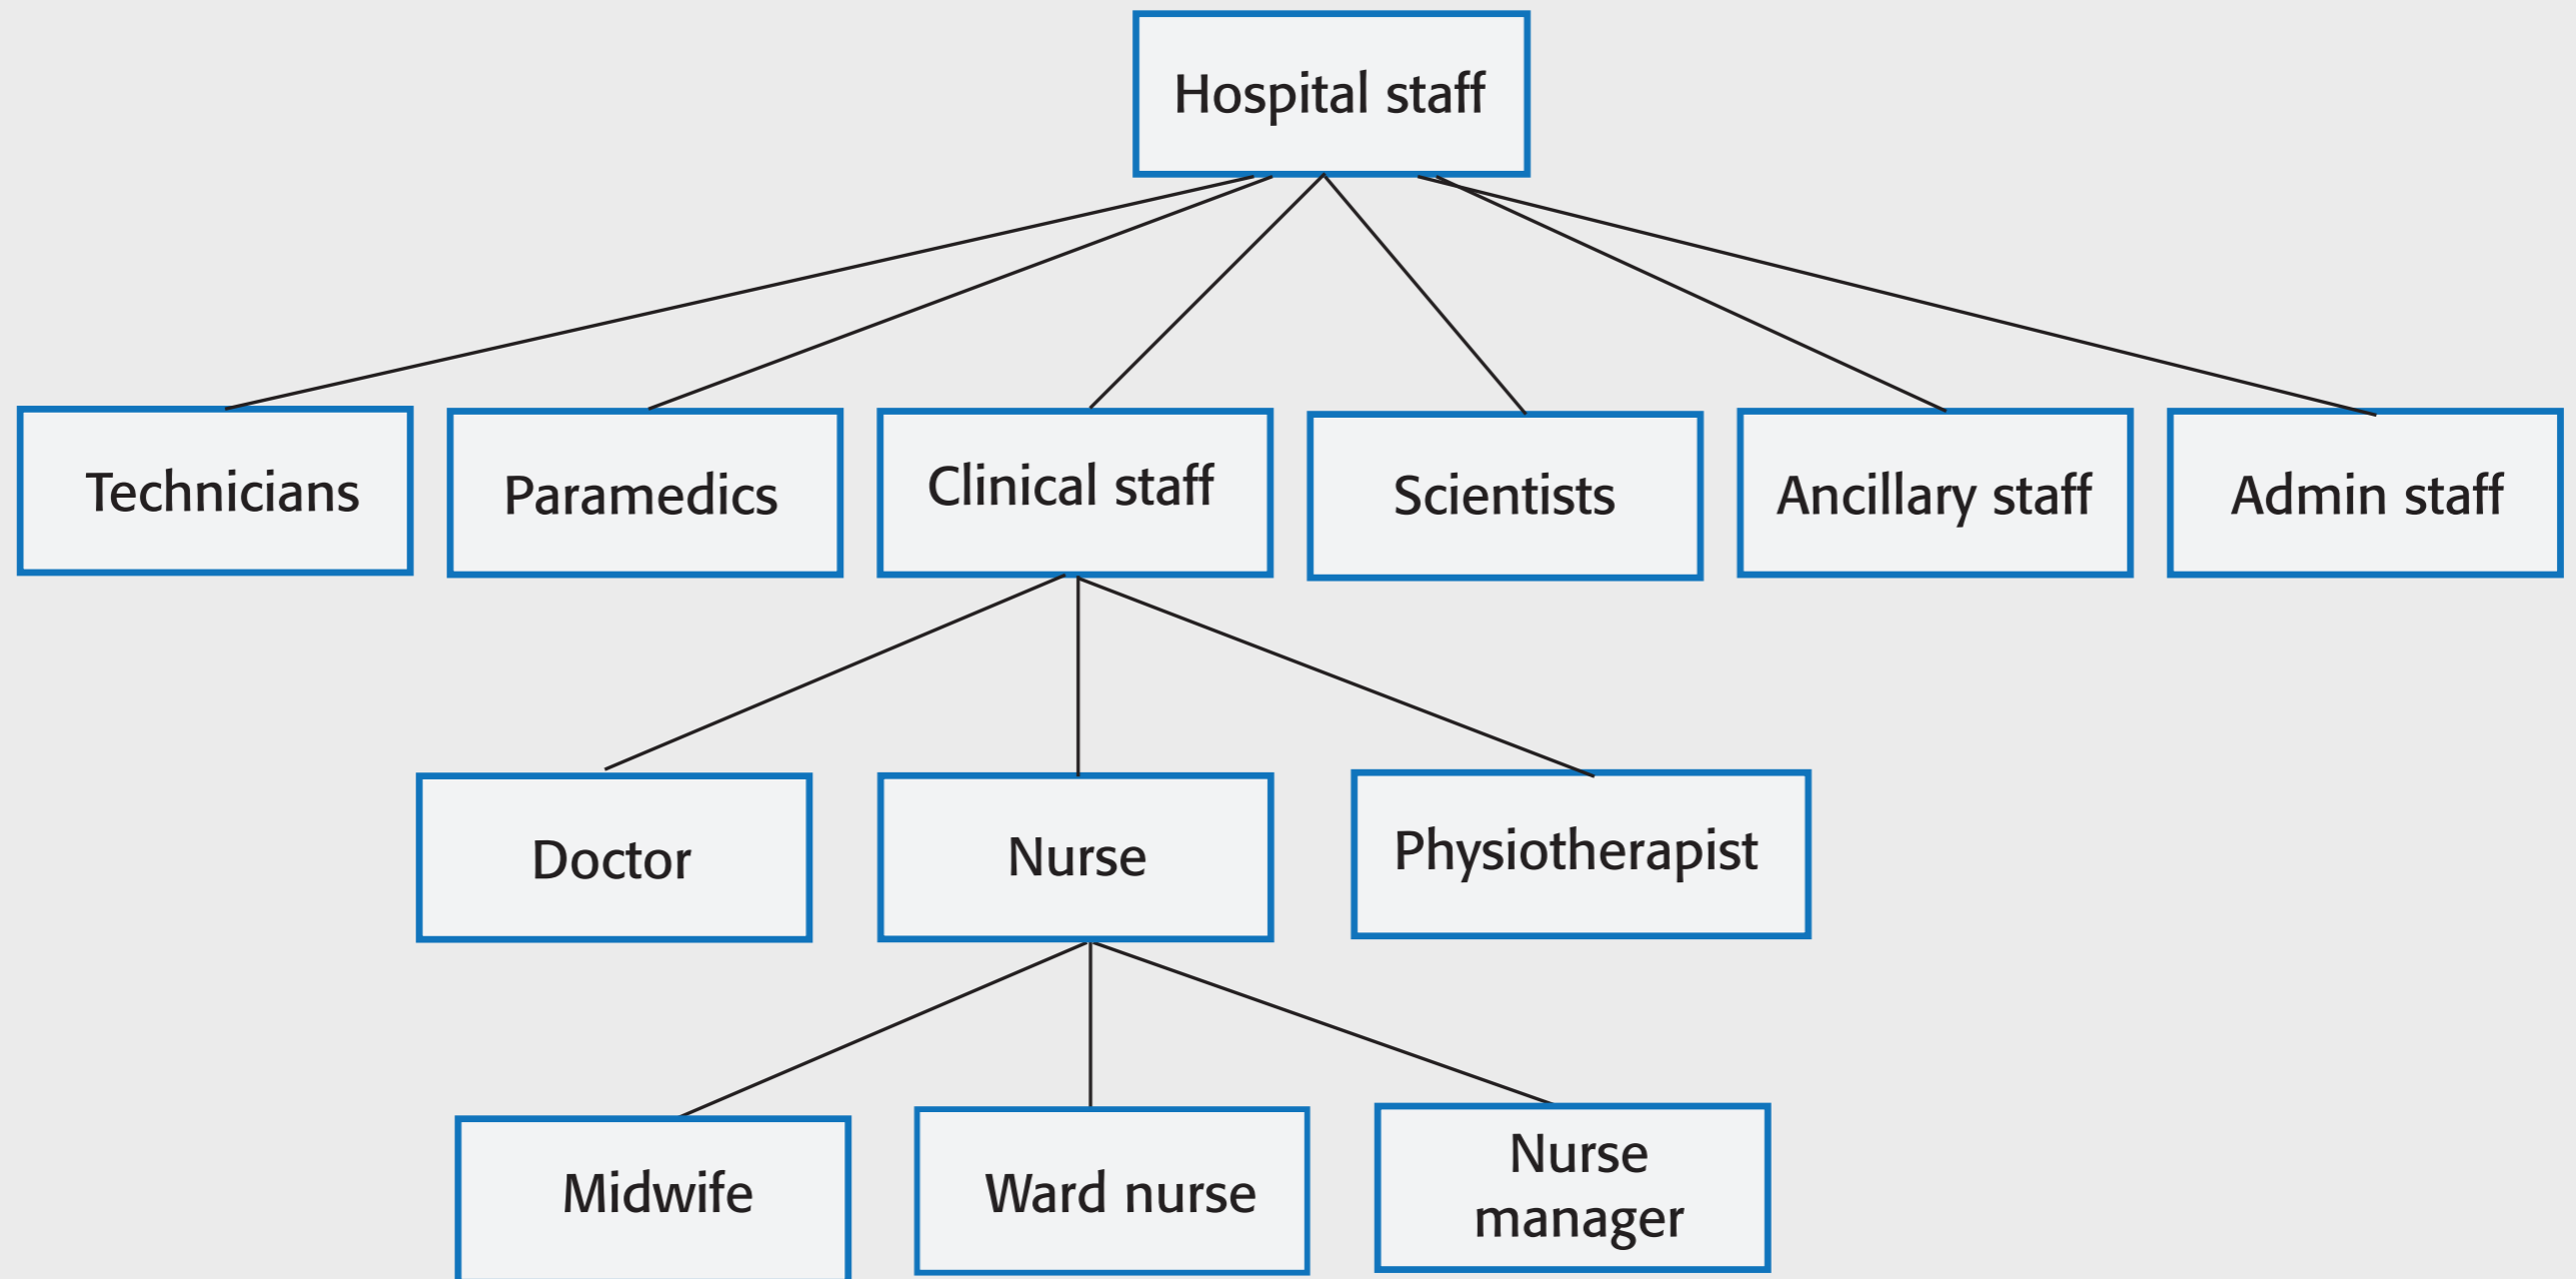 Hospital staff
Technicians
Paramedics
Clinical staff
Scientists
Ancillary staff
Admin staff
Doctor
Nurse
Physiotherapist
Midwife
Ward nurse
Nurse
manager